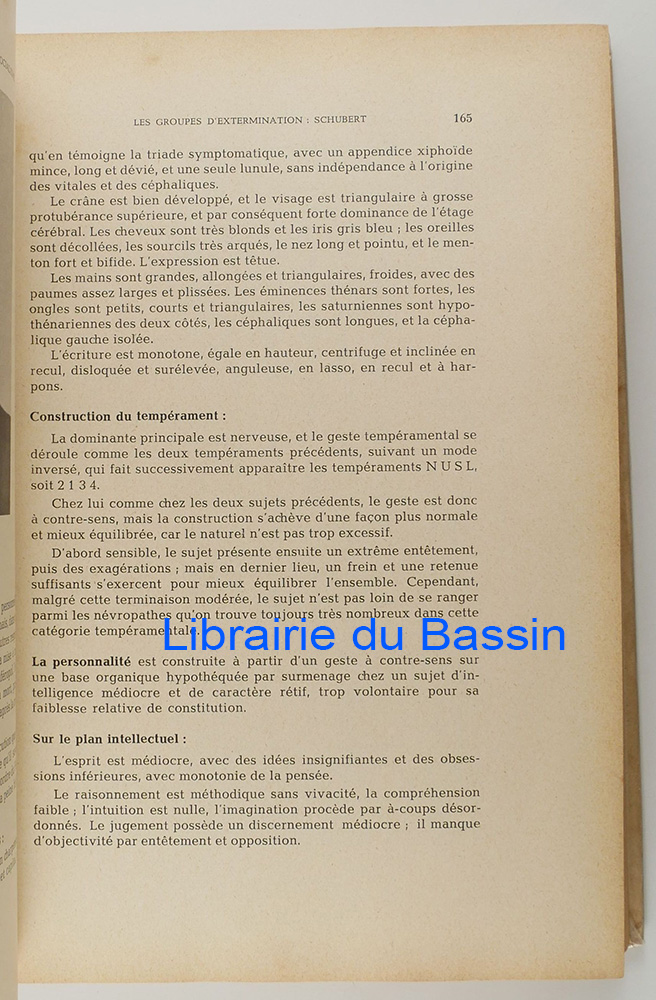 LES GROUPES D'EXTERMINATION : SCHUBERT 165
qu'en témoigne la triade symptomatique, avec un appendice xiphoïde
mince, long et dévié, et une seule lunule, sans indépendance à l'origine
des vitales et des céphaliques.
Le crâne est bien développé, et le visage est triangulaire à grosse
protubérance supérieure, et par conséquent forte dominance de l'étage
cérébral. Les cheveux sont très blonds et les iris gris bleu ; les oreilles
sont décollées, les sourcils très arqués, le nez long et pointu, et le men-
ton fort et bifide. L'expression est têtue.
Les mains sont grandes, allongées et triangulaires, froides, avec des
paumes assez larges et plissées. Les éminences thénars sont fortes, les
ongles sont petits, courts et triangulaires, les saturniennes sont hypo-
thénariennes des deux côtés, les céphaliques sont longues, et la cépha-
lique gauche isolée.
L'écriture est monotone, égale en hauteur, centrifuge et inclinée en
recul, disloquée et surélevée, anguleuse, en lasso, en recul et à har-
pons.
Construction du tempérament :
La dominante principale est nerveuse, et le geste tempéramental se
déroule comme les deux tempéraments précédents, suivant un mode
inversé, qui fait successivement apparaître les tempéraments N U S L,
soit 2 1 3 4.
Chez lui comme chez les deux sujets précédents, le geste est donc
à contre-sens, mais la construction s'achève d'une façon plus normale
et mieux équilibrée, car le naturel n'est pas trop excessif.
D'abord sensible, le sujet présente ensuite un extrême entêtement,
puis des exagérations ; mais en dernier lieu, un frein et une retenue
suffisants s'exercent pour mieux équilibrer l'ensemble. Cependant,
malgré cette terminaison modérée, le sujet n'est pas loin de se ranger
parmi les névropathes qu'on trouve toujours très nombreux dans cette
catégorie tempéramentale.
Librairie du Bassin
La personnalité est construite à partir d'un geste à contre-sens sur
une base organique hypothéquée par surmenage chez un sujet d'in-
telligence médiocre et de caractère rétif, trop volontaire pour sa
faiblesse relative de constitution.
Sur le plan intellectuel :
L'esprit est médiocre, avec des idées insignifiantes et des obses-
sions inférieures, avec monotonie de la pensée.
Le raisonnement est méthodique sans vivacité, la compréhension
faible ; l'intuition est nulle, l'imagination procède par à-coups désor-
donnés. Le jugement possède un discernement médiocre ; il manque
d'objectivité par entêtement et opposition.